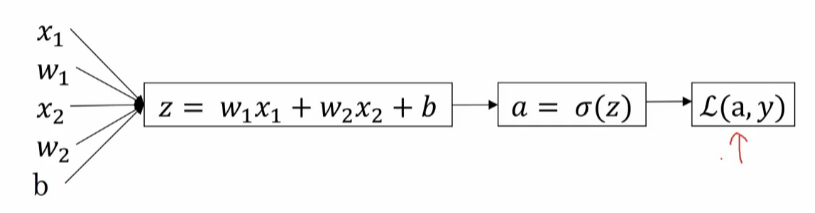 x₁
w₁
x₂
w₂
b
z = w₁x₁ + w₂x₂ + b
a = σ(z)
ℒ(a, y)